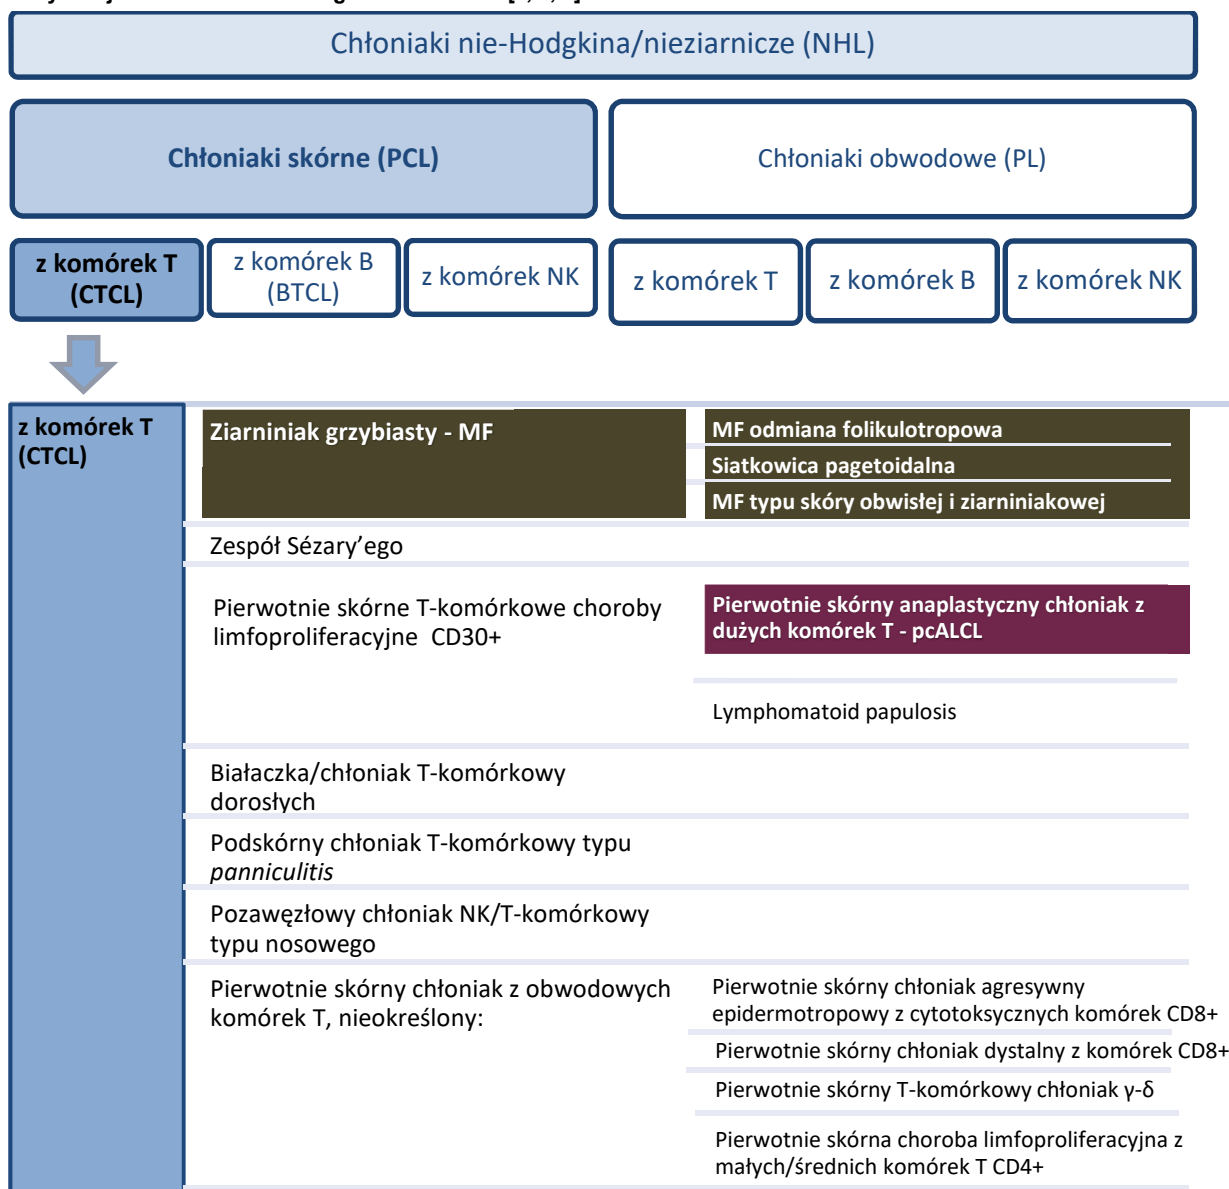 Chłoniaki nie-Hodgkina/nieziarnicze (NHL)
Chłoniaki skórne (PCL)
Chłoniaki obwodowe (PL)
z komórek T
(CTCL)
z komórek B
(BTCL)
z komórek NK
z komórek T
z komórek B
z komórek NK
z komórek T
(CTCL)
Ziarniniak grzybiasty - MF
MF odmiana folikulotropowa
Siatkowica pagetoidalna
MF typu skóry obwisłej i ziarniniakowej
Zespół Sézary’ego
Pierwotnie skórne T-komórkowe choroby
limfoproliferacyjne CD30+
Pierwotnie skórny anaplastyczny chłoniak z
dużych komórek T - pcALCL
Lymphomatoid papulosis
Białaczka/chłoniak T-komórkowy
dorosłych
Podskórny chłoniak T-komórkowy typu
panniculitis
Pozawęzłowy chłoniak NK/T-komórkowy
typu nosowego
Pierwotnie skórny chłoniak z obwodowych
komórek T, nieokreślony:
Pierwotnie skórny chłoniak agresywny
epidermotropowy z cytotoksycznych komórek CD8+
Pierwotnie skórny chłoniak dystalny z komórek CD8+
Pierwotnie skórny T-komórkowy chłoniak γ-δ
Pierwotnie skórna choroba limfoproliferacyjna z
małych/średnich komórek T CD4+